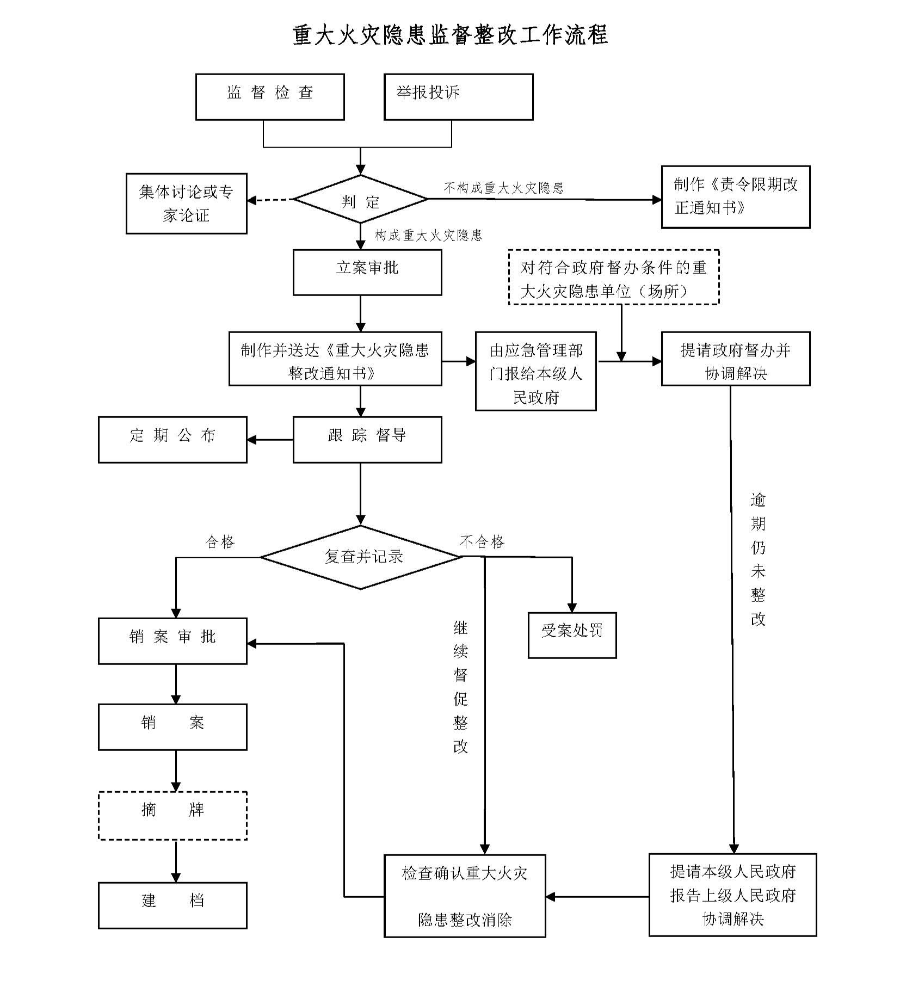 重大火灾隐患监督整改工作流程
监 督 检 查
举报投诉
集体讨论或专
家论证
判 定
不构成重大火灾隐患
制作《责令限期改
正通知书》
构成重大火灾隐患
立案审批
对符合政府督办条件的重
大火灾隐患单位（场所）
制作并送达《重大火灾隐患
整改通知书》
由应急管理部
门报给本级人
民政府
提请政府督办并
协调解决
定 期 公 布
跟 踪 督导
逾期仍未整改
合格
复查并记录
不合格
销 案 审 批
继续督促整改
受案处罚
销 案
摘 牌
建 档
检查确认重大火灾
隐患整改消除
提请本级人民政府
报告上级人民政府
协调解决